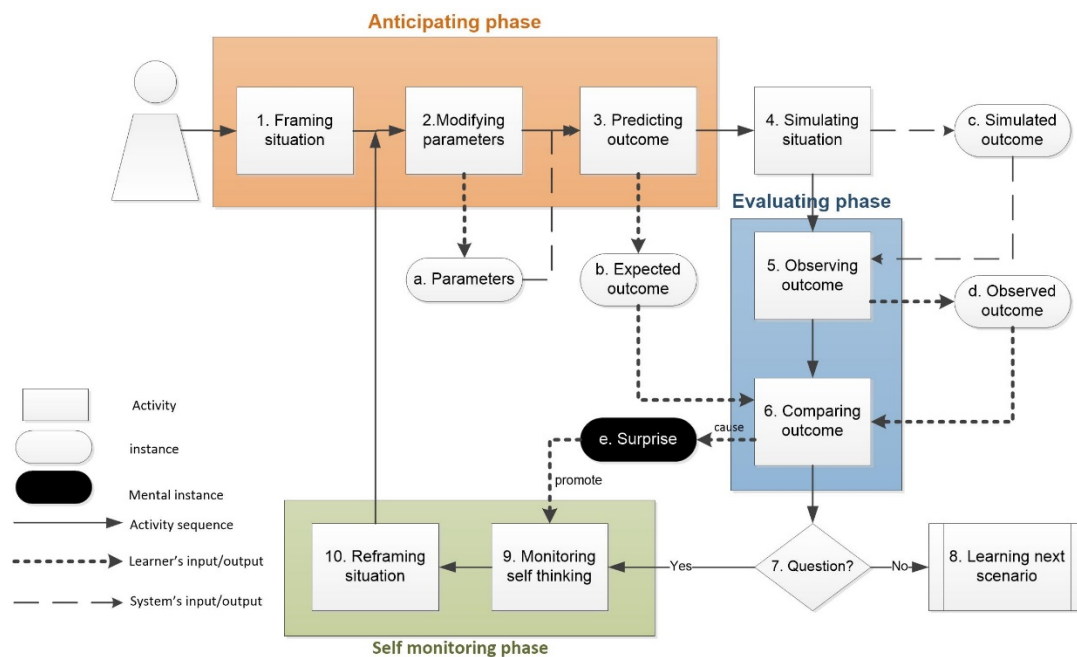 Anticipating phase
1. Framing
situation
2.Modifying
parameters
3. Predicting
outcome
4. Simulating
situation
c. Simulated
outcome
a. Parameters
b. Expected
outcome
Evaluating phase
5. Observing
outcome
d. Observed
outcome
6. Comparing
outcome
cause
e. Surprise
promote
Activity
instance
Mental instance
Activity sequence
Learner's input/output
System's input/output
10. Reframing
situation
9. Monitoring
self thinking
Yes
7. Question?
No
8. Learning next
scenario
Self monitoring phase